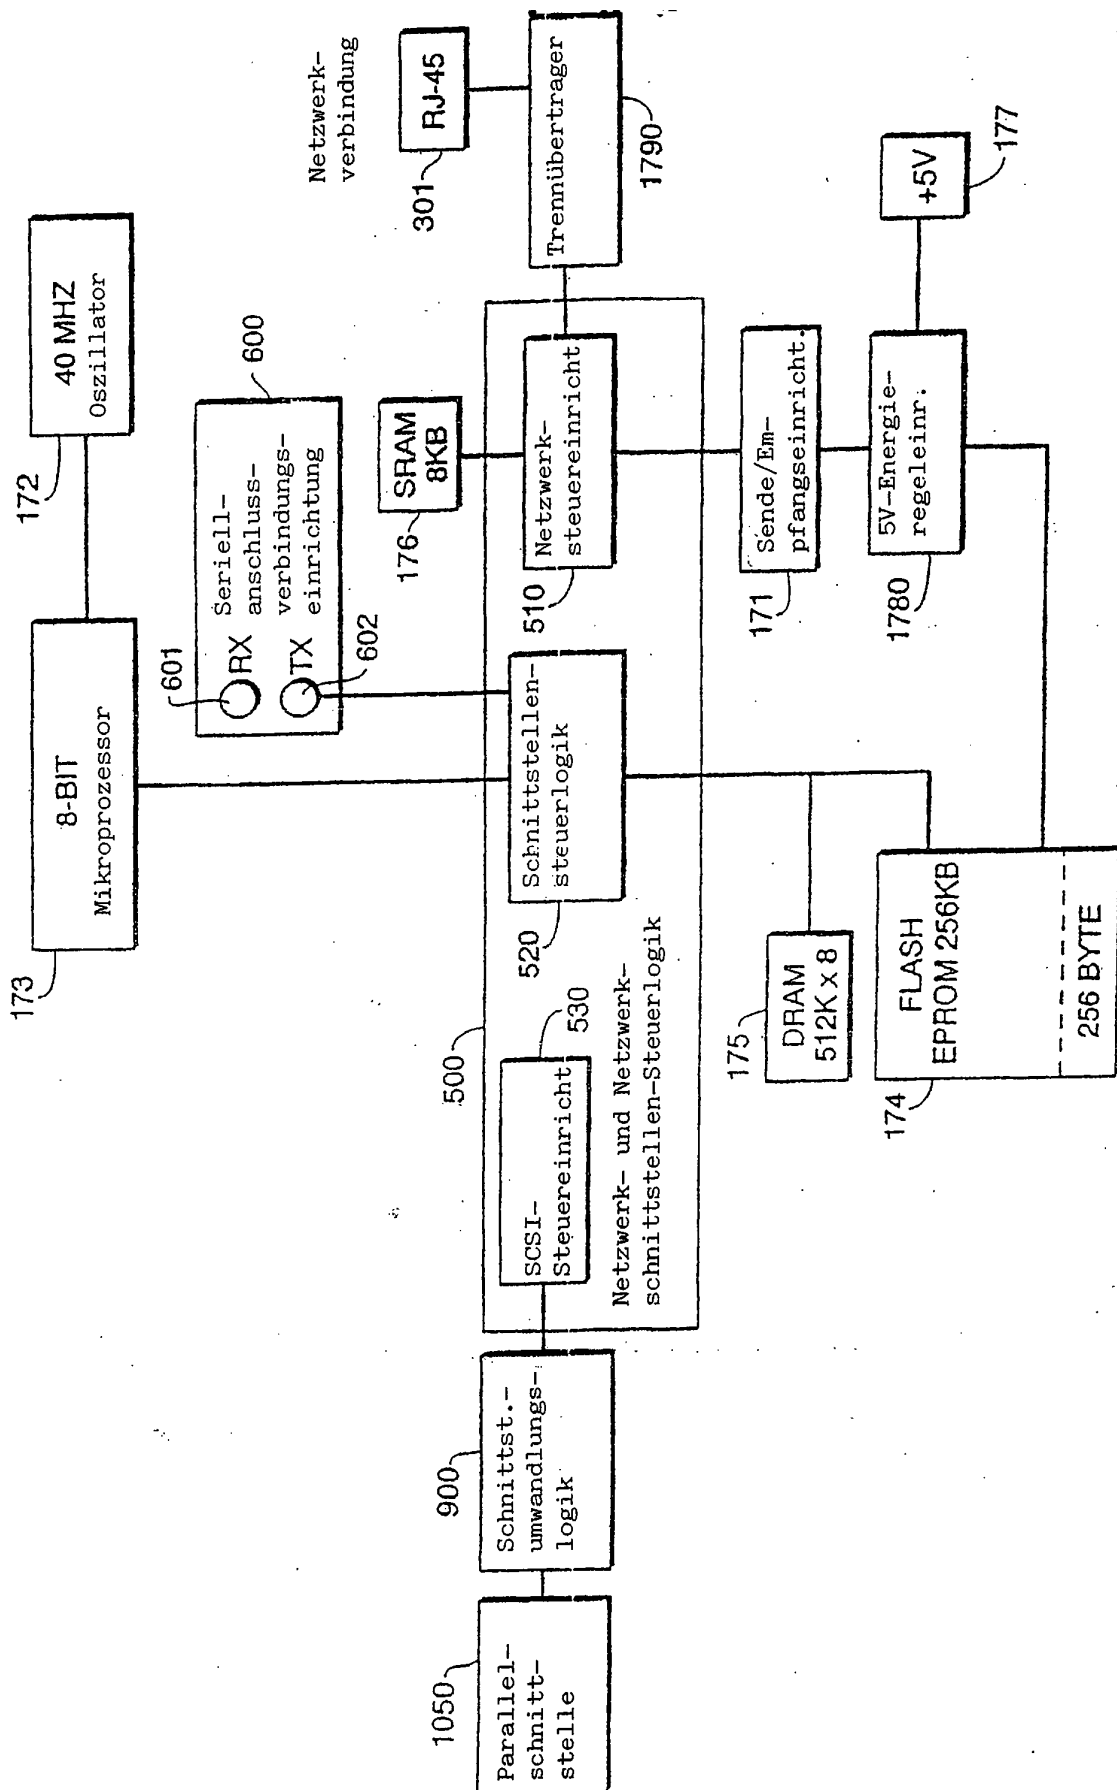 173
8-BIT
Mikroprozessor
172
40 MHZ
Oszillator
601
RX
602
TX
Seriell-
anschluss-
verbindungs-
einrichtung
600
Netzwerk-
verbindung
301
RJ-45
176
SRAM
8KB
1050
Parallel-
schnitt-
stelle
900
Schnittst.-
umwandlungs-
logik
500
530
SCSI-
Steuereinricht
520
Schnittstellen-
steuerlogik
510
Netzwerk-
steuereinricht
Trennübertrager
1790
Netzwerk- und Netzwerk-
schnittstellen-Steuerlogik
175
DRAM
512K x 8
171
Sende/Em-
pfangseinricht.
174
FLASH
EPROM 256KB
256 BYTE
1780
5V-Energie-
regeleinr.
+5V
177